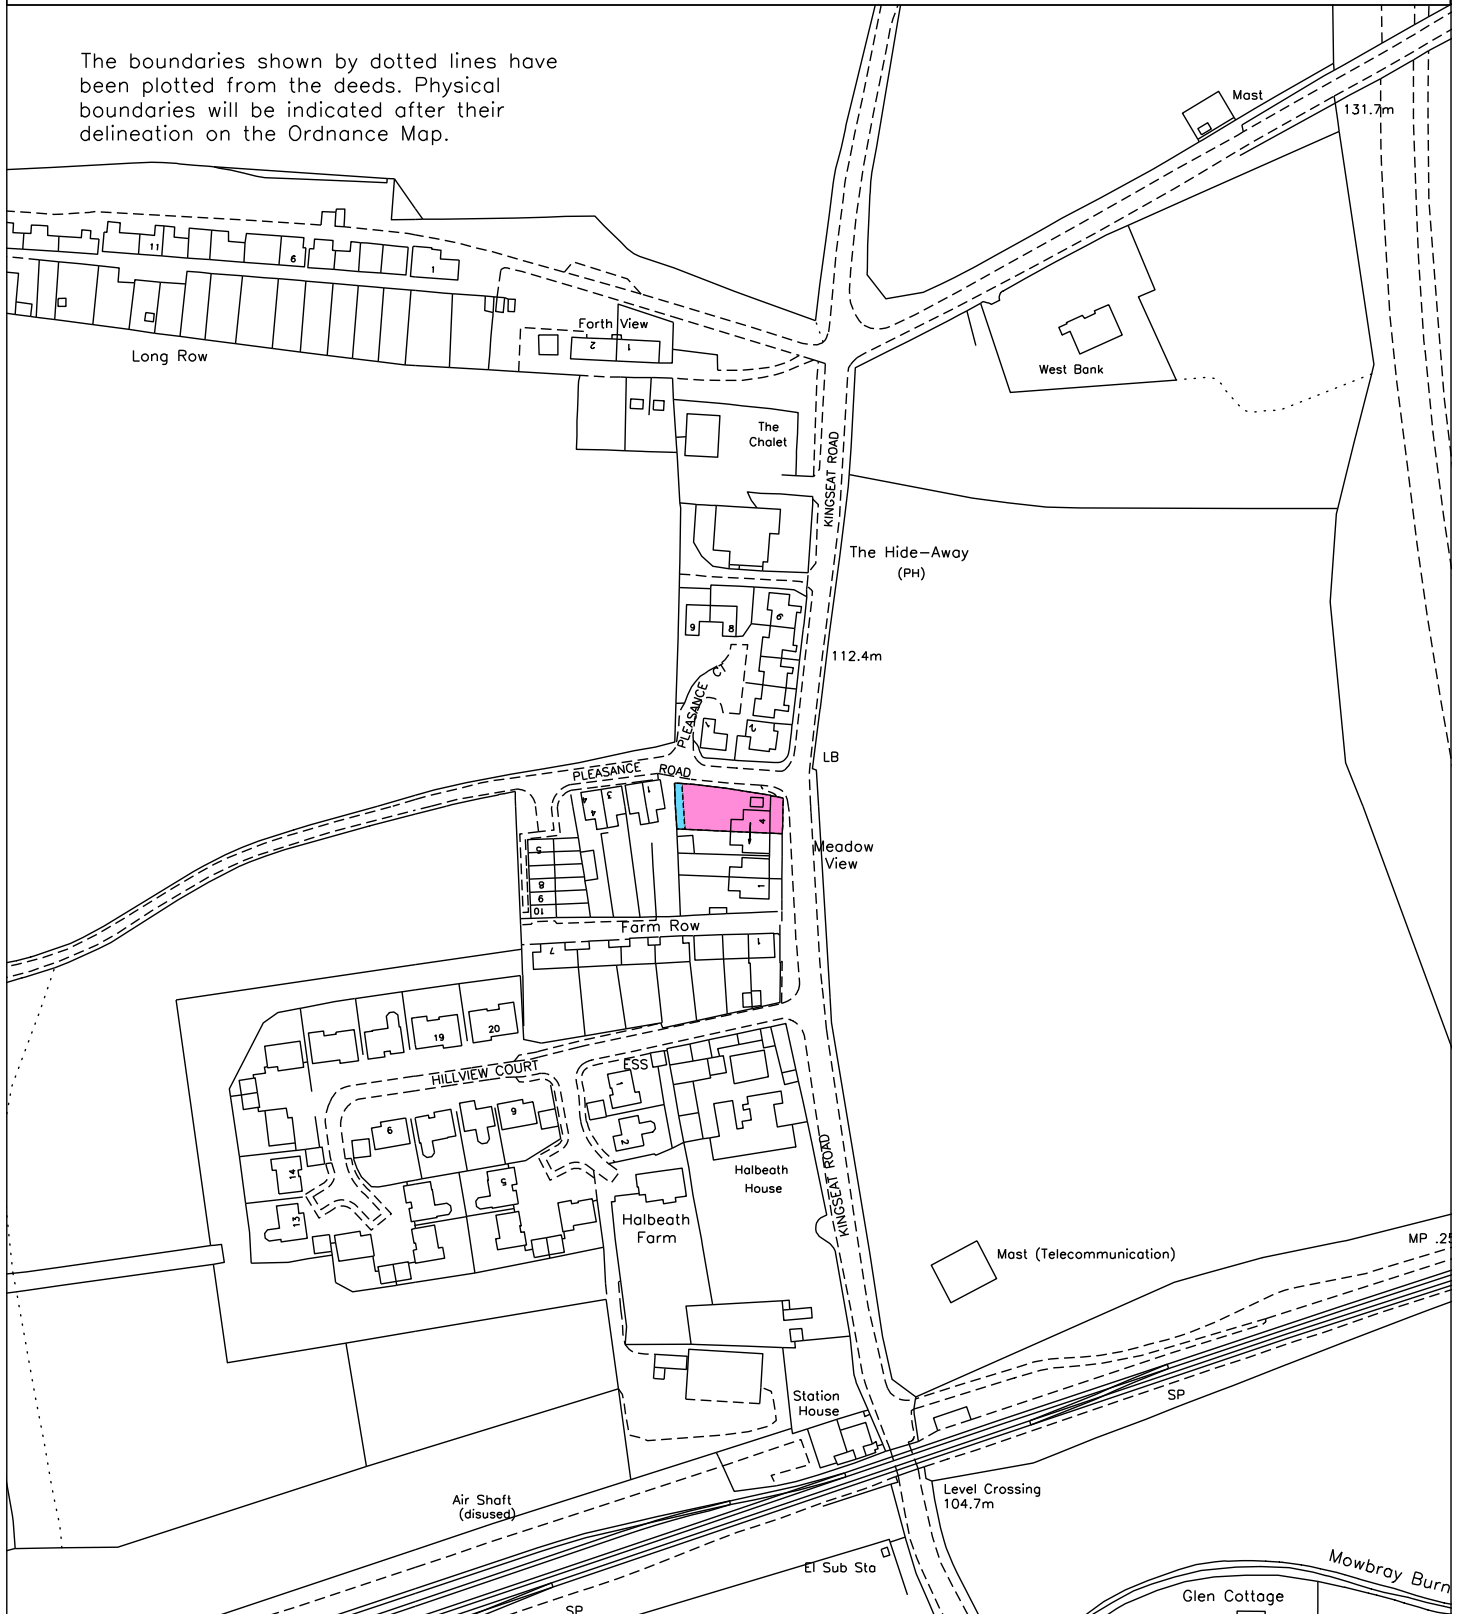 The boundaries shown by dotted lines have
been plotted from the deeds. Physical
boundaries will be indicated after their
delineation on the Ordnance Map.
Mast
131.7m
11
6
1
Long Row
Forth View
2
1
West Bank
The
Chalet
KINGSEAT ROAD
The Hide-Away
(PH)
9
8
6
112.4m
PLEASANCE CT
1
2
LB
PLEASANCE ROAD
4
3
1
4
4
Meadow
View
5
8
9
10
1
Farm Row
7
1
19
20
HILLVIEW COURT
ESS
1
9
6
2
14
5
13
Halbeath
House
KINGSEAT ROAD
Halbeath
Farm
Mast (Telecommunication)
MP .25
SP
Station
House
Level Crossing
104.7m
Air Shaft
(disused)
El Sub Sta
Mowbray Burn
Glen Cottage
SP